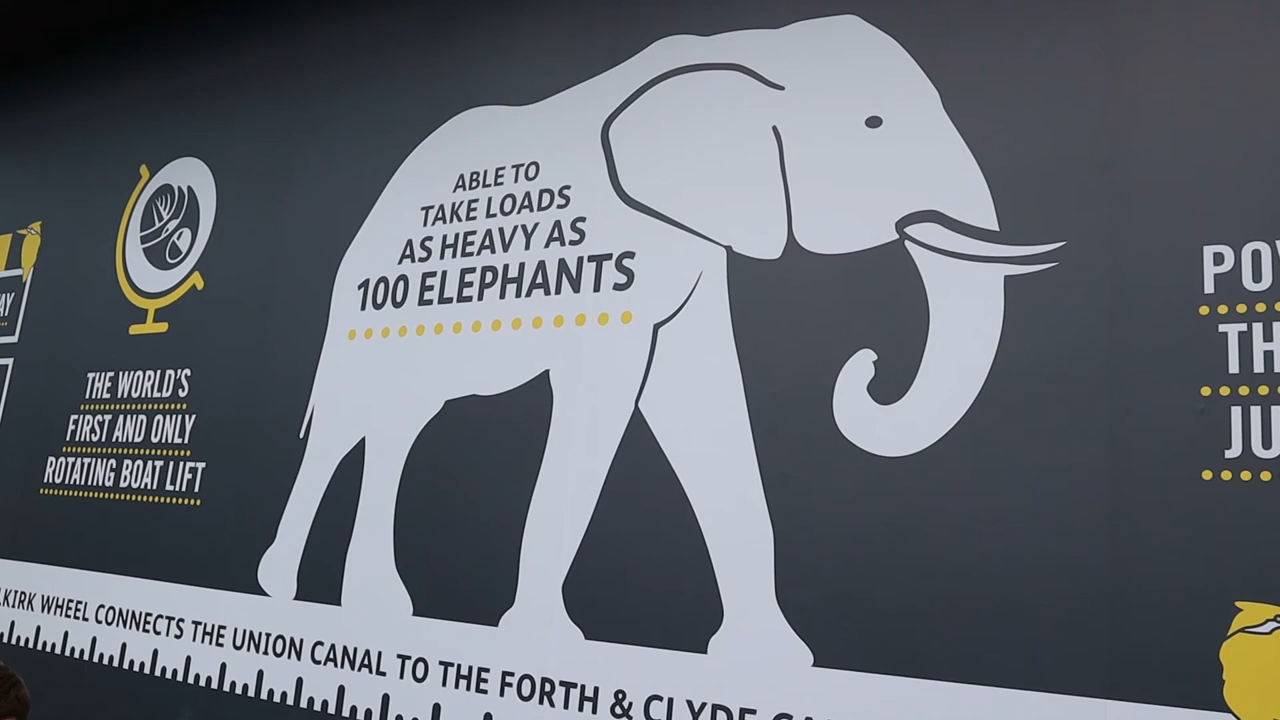 THE WORLD'S
FIRST AND ONLY
ROTATING BOAT LIFT
ABLE TO
TAKE LOADS
AS HEAVY AS
100 ELEPHANTS
WHEEL CONNECTS THE UNION CANAL TO THE FORTH & CLYDE